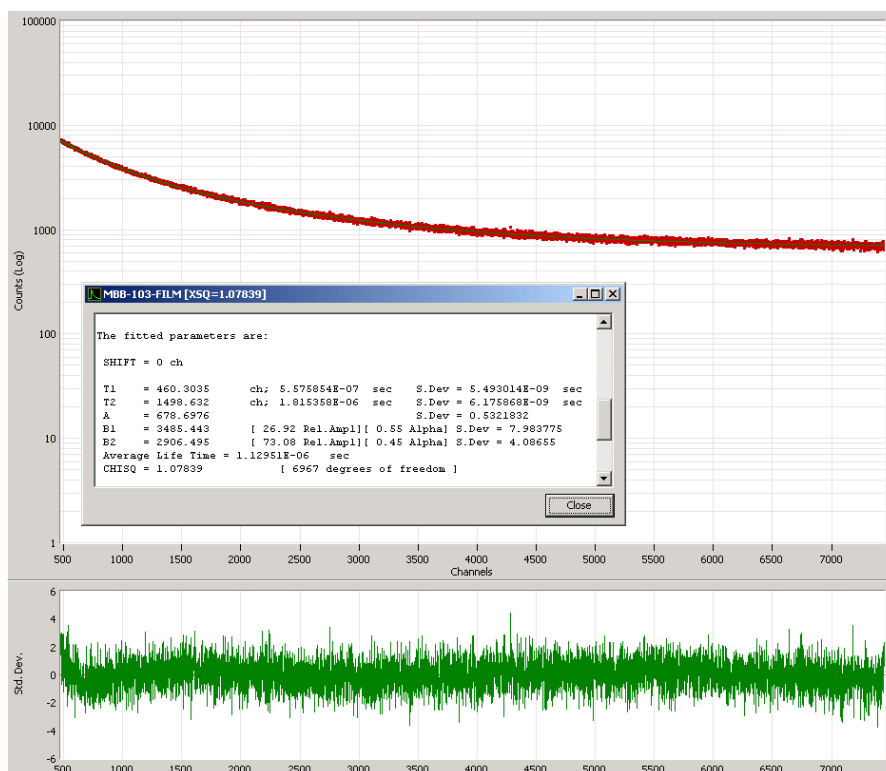 100000
10000
1000
100
10
1
Counts (Log)
MBB-103-FILM [XSQ=1.07839]
The fitted parameters are:
SHIFT = 0 ch
T1 = 460.3035 ch; 5.575854E-07 sec S.Dev = 5.493014E-09 sec
T2 = 1498.632 ch; 1.815358E-06 sec S.Dev = 6.175868E-09 sec
A = 678.6976 S.Dev = 0.5321832
B1 = 3485.443 [ 26.92 Rel.Ampl][ 0.55 Alpha] S.Dev = 7.983775
B2 = 2906.495 [ 73.08 Rel.Ampl][ 0.45 Alpha] S.Dev = 4.08655
Average Life Time = 1.12951E-06 sec
CHISQ = 1.07839 [ 6967 degrees of freedom ]
Close
500 1000 1500 2000 2500 3000 3500 4000 4500 5000 5500 6000 6500 7000
Channels
6
4
2
0
-2
-4
-6
Std. Dev.
500 1000 1500 2000 2500 3000 3500 4000 4500 5000 5500 6000 6500 7000